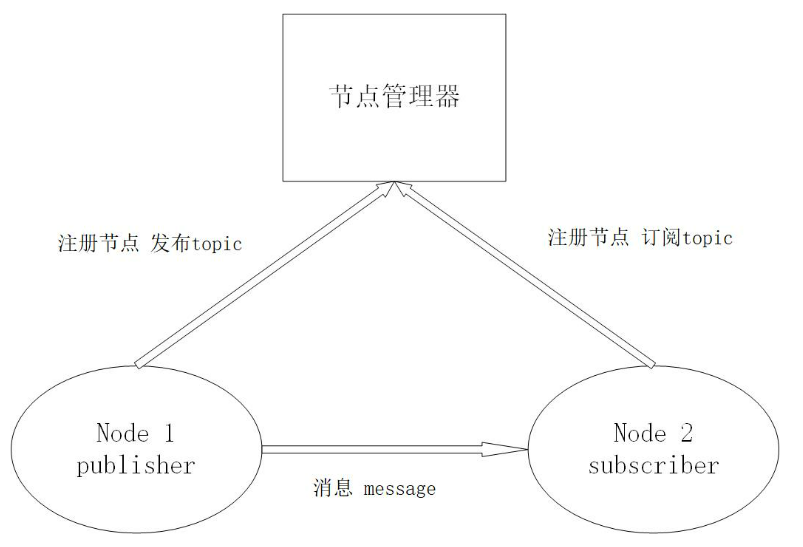 节点管理器
注册节点 发布topic
注册节点 订阅topic
Node 1
publisher
Node 2
subscriber
消息 message